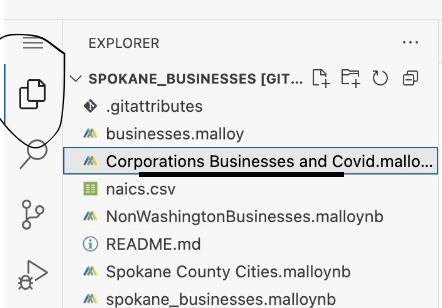 EXPLORER
SPOKANE_BUSINESSES [GIT...
.gitattributes
businesses.malloy
Corporations Businesses and Covid.mallo...
naics.csv
NonWashingtonBusinesses.malloynb
README.md
Spokane County Cities.malloynb
spokane_businesses.malloynb